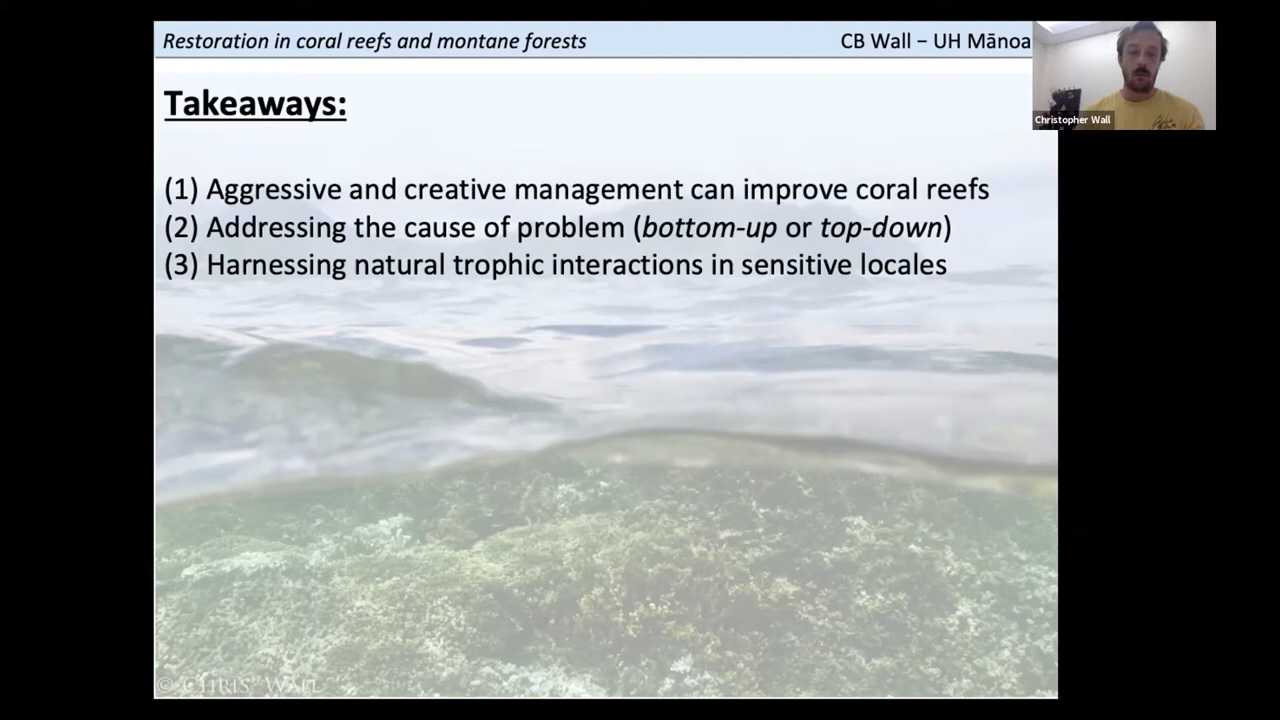 Restoration in coral reefs and montane forests
CB Wall – UH Mānoa
Christopher Wall
Takeaways:
(1) Aggressive and creative management can improve coral reefs
(2) Addressing the cause of problem (bottom-up or top-down)
(3) Harnessing natural trophic interactions in sensitive locales
© Chris Wall